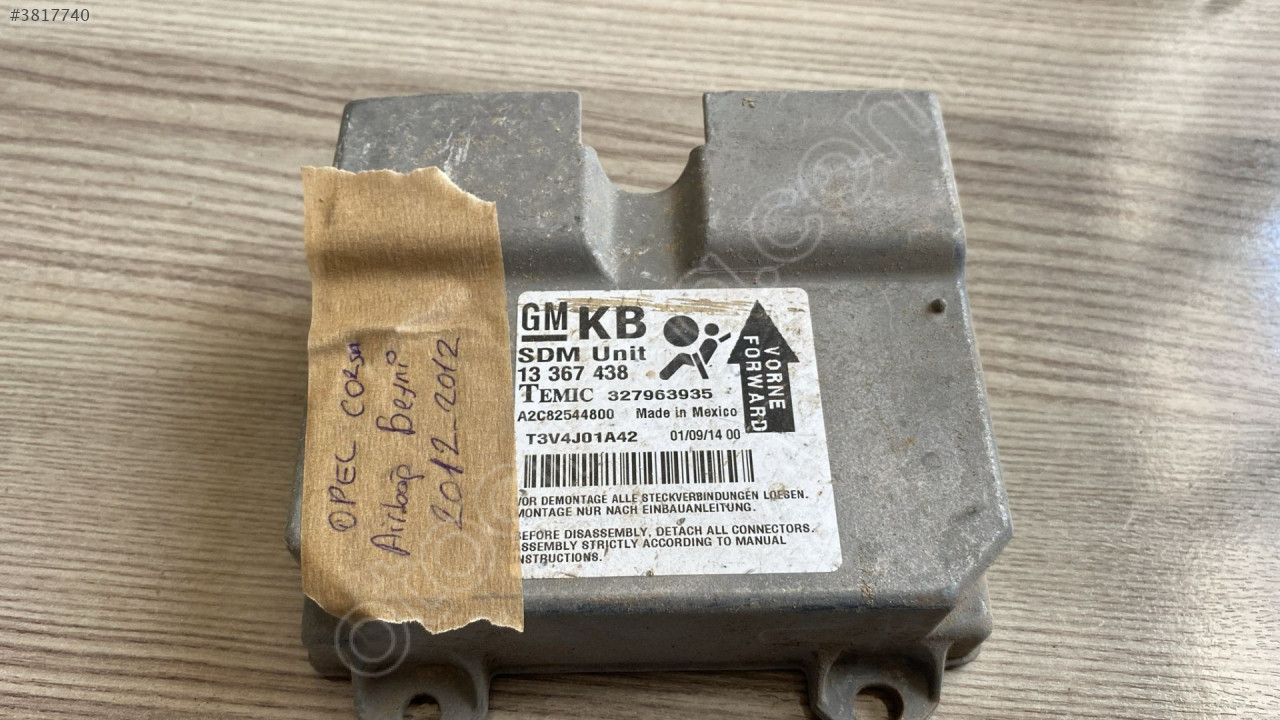 #3817740
OPEL CORSA
Airbag Beyni
2012-2012
GM KB
SDM Unit
13 367 438
TEMIC 327963935
A2C82544800 Made in Mexico
T3V4J01A42 01/09/14 00
VORNE
FORWARD
VOR DEMONTAGE ALLE STECKVERBINDUNGEN LOESEN.
MONTAGE NUR NACH EINBAUANLEITUNG.
BEFORE DISASSEMBLY, DETACH ALL CONNECTORS.
ASSEMBLY STRICTLY ACCORDING TO MANUAL
INSTRUCTIONS.